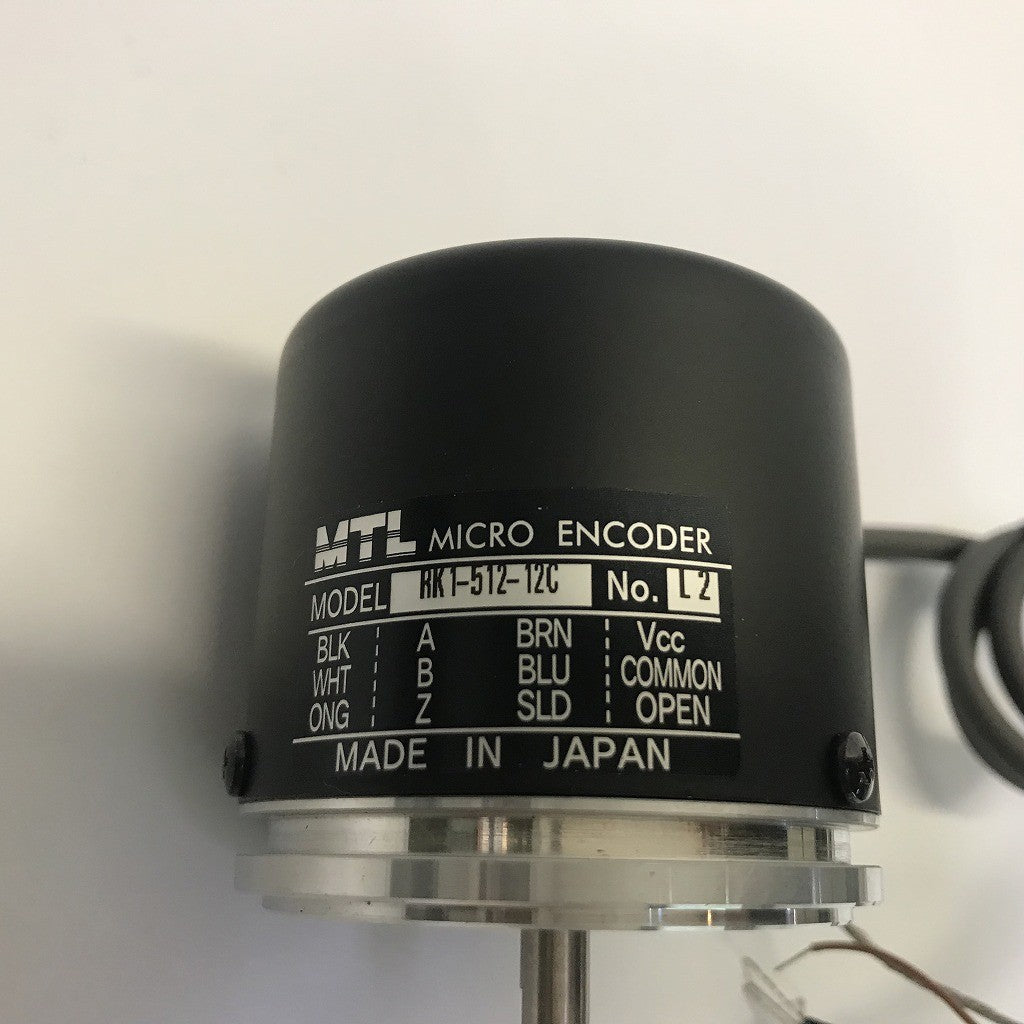 MTL MICRO ENCODER
MODEL RK1-512-12C No. L2
BLK A BRN Vcc
WHT B BLU COMMON
ONG Z SLD OPEN
MADE IN JAPAN